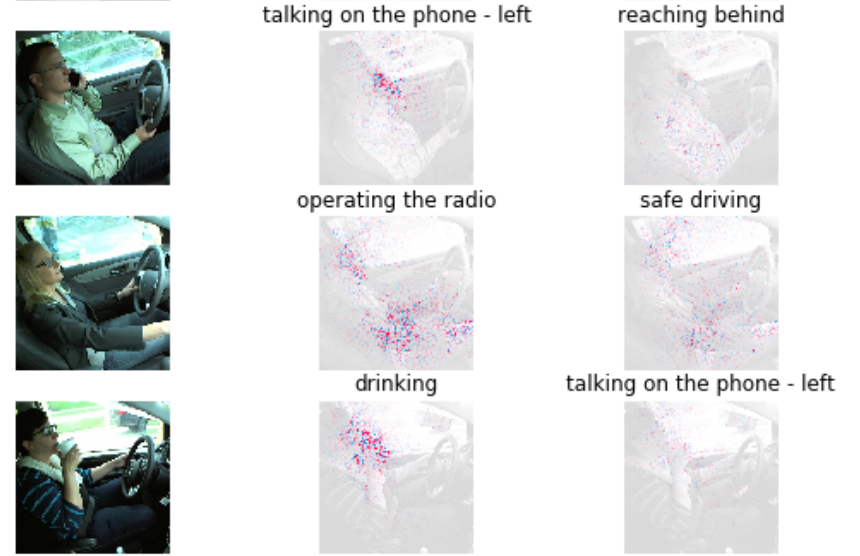 talking on the phone - left
reaching behind
operating the radio
safe driving
drinking
talking on the phone - left